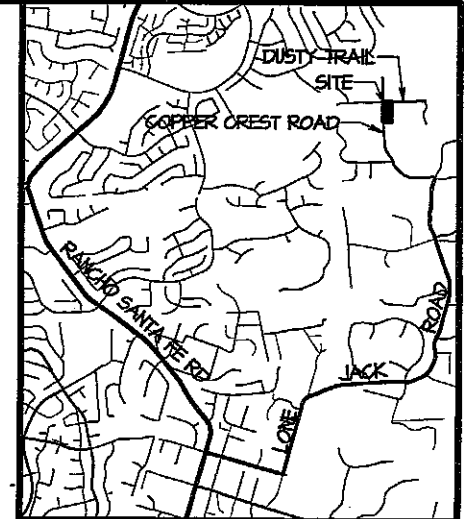 DUSTY TRAIL
SITE
COPPER CREST ROAD
RANCHO SANTA FE RD
LONE
JACK
ROAD